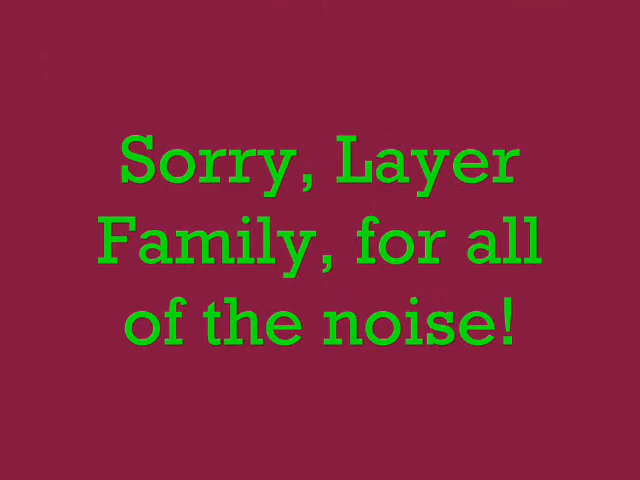 Sorry, Layer
Family, for all
of the noise!